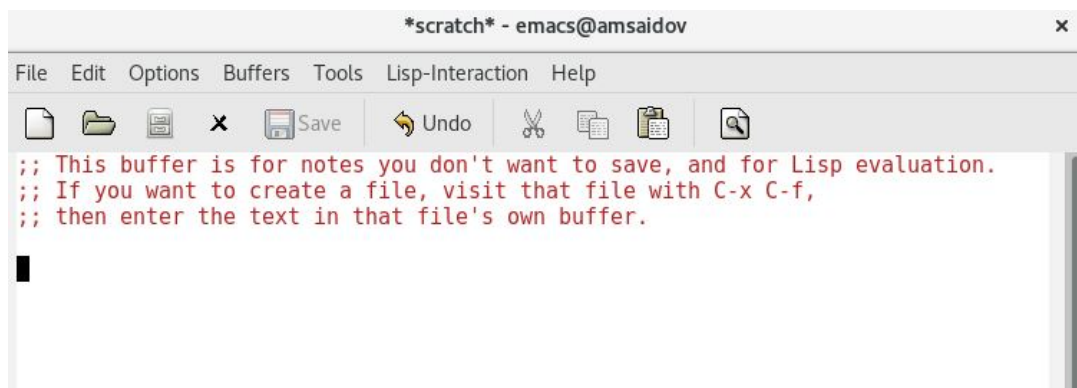 *scratch* - emacs@amsaidov ×
File Edit Options Buffers Tools Lisp-Interaction Help
Save Undo
;; This buffer is for notes you don't want to save, and for Lisp evaluation.
;; If you want to create a file, visit that file with C-x C-f,
;; then enter the text in that file's own buffer.